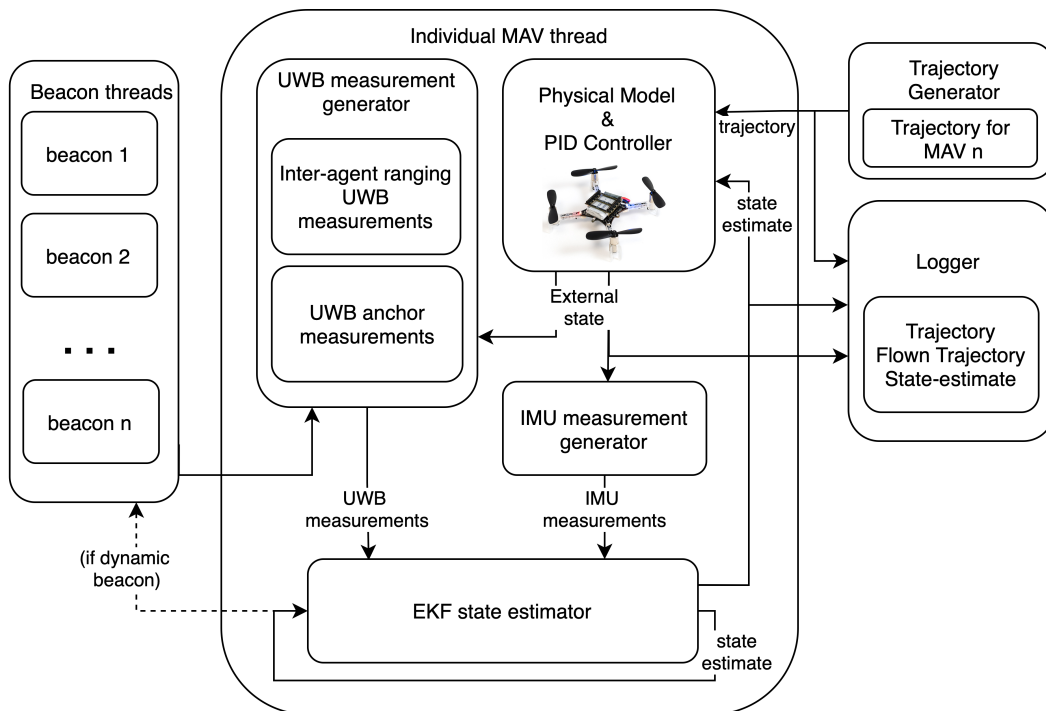 Individual MAV thread
Beacon threads
beacon 1
beacon 2
. . .
beacon n
UWB measurement
generator
Inter-agent ranging
UWB
measurements
UWB anchor
measurements
Physical Model
&
PID Controller
trajectory
Trajectory
Generator
Trajectory for
MAV n
state
estimate
Logger
Trajectory
Flown Trajectory
State-estimate
External
state
IMU measurement
generator
UWB
measurements
IMU
measurements
(if dynamic
beacon)
EKF state estimator
state
estimate